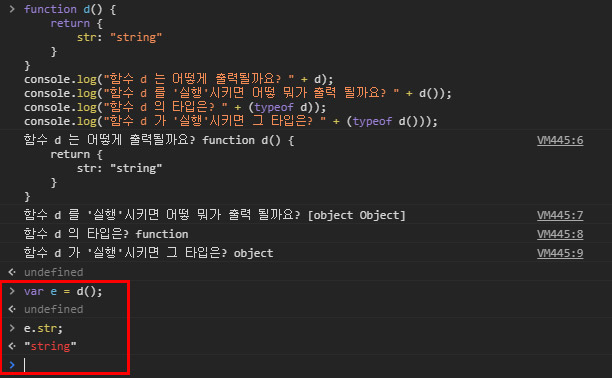 > function d() {
return {
str: "string"
}
}
console.log("함수 d 는 어떻게 출력될까요? " + d);
console.log("함수 d 를 '실행'시키면 어떻 뭐가 출력 될까요? " + d());
console.log("함수 d 의 타입은? " + (typeof d));
console.log("함수 d 가 '실행'시키면 그 타입은? " + (typeof d()));
함수 d 는 어떻게 출력될까요? function d() { VM445:6
return {
str: "string"
}
}
함수 d 를 '실행'시키면 어떻 뭐가 출력 될까요? [object Object] VM445:7
함수 d 의 타입은? function VM445:8
함수 d 가 '실행'시키면 그 타입은? object VM445:9
undefined
> var e = d();
undefined
> e.str;
"string"
>